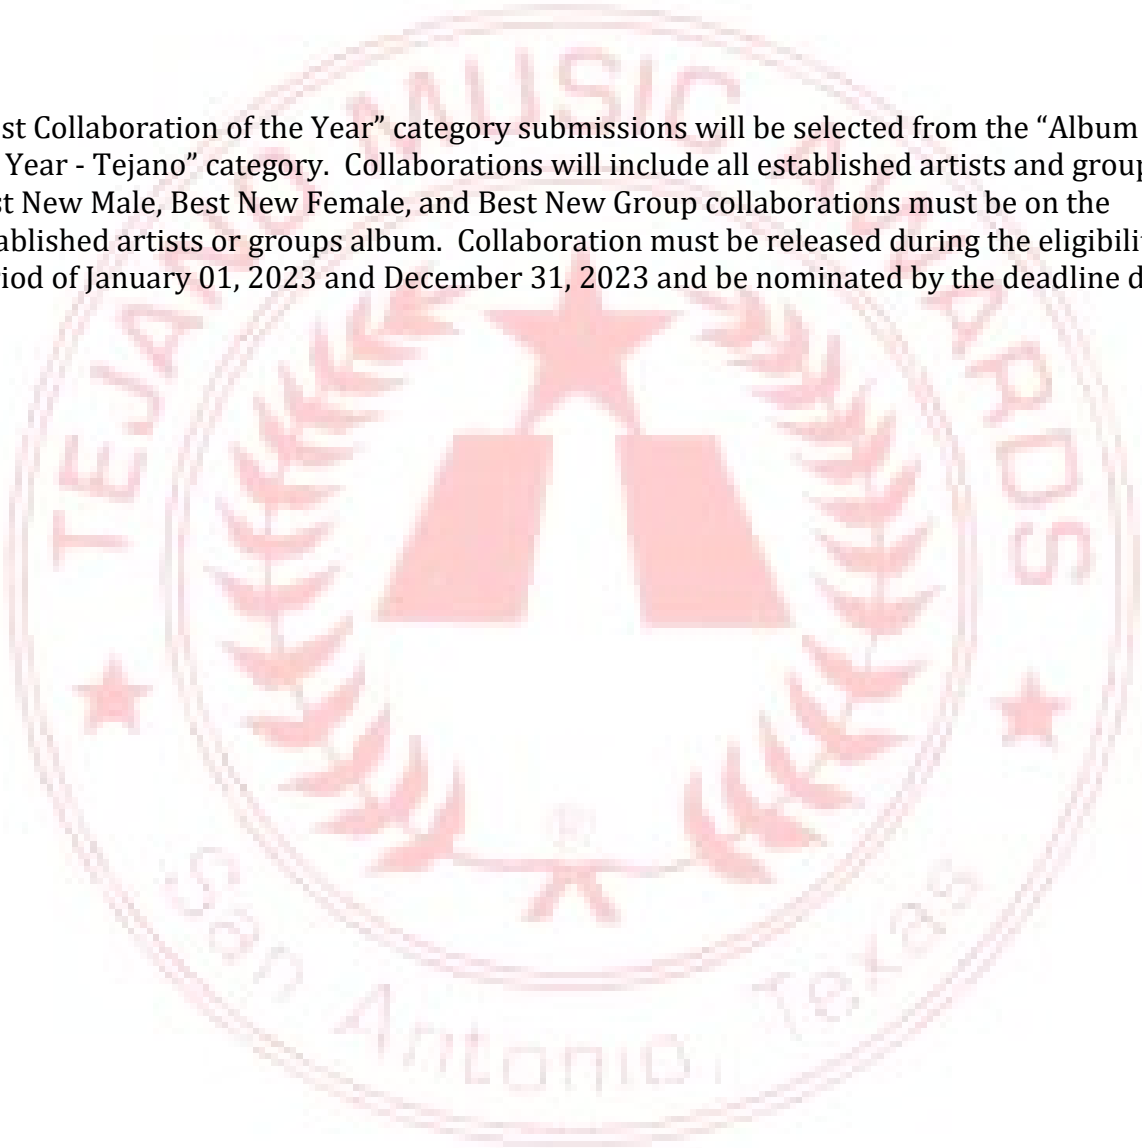 st Collaboration of the Year” category submissions will be selected from the “Album
Year - Tejano” category.  Collaborations will include all established artists and group
st New Male, Best New Female, and Best New Group collaborations must be on the
ablished artists or groups album.  Collaboration must be released during the eligibili
riod of January 01, 2023 and December 31, 2023 and be nominated by the deadline d
TEJANO MUSIC AWARDS
San Antonio, Texas